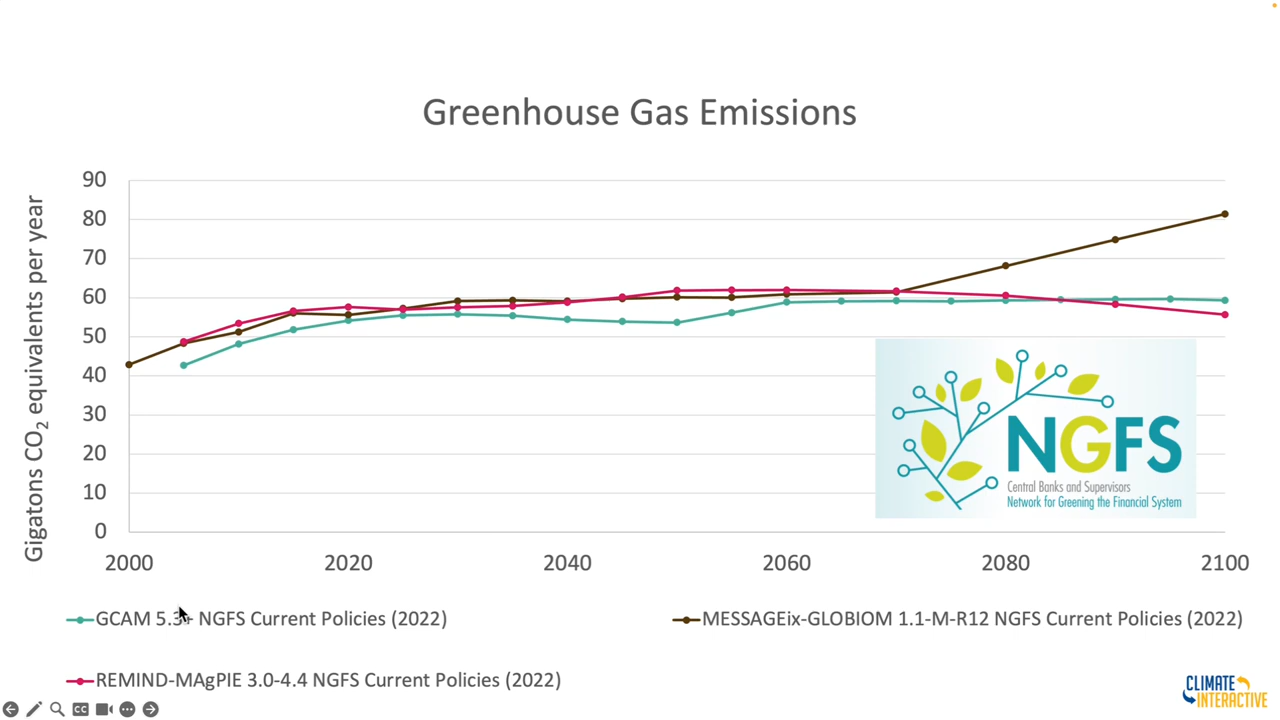 Greenhouse Gas Emissions
Gigatons CO₂ equivalents per year
90
80
70
60
50
40
30
20
10
0
2000 2020 2040 2060 2080 2100
NGFS
Central Banks and Supervisors
Network for Greening the Financial System
GCAM 5.3+ NGFS Current Policies (2022)
MESSAGEix-GLOBIOM 1.1-M-R12 NGFS Current Policies (2022)
REMIND-MAgPIE 3.0-4.4 NGFS Current Policies (2022)
CC
CLIMATE
INTERACTIVE